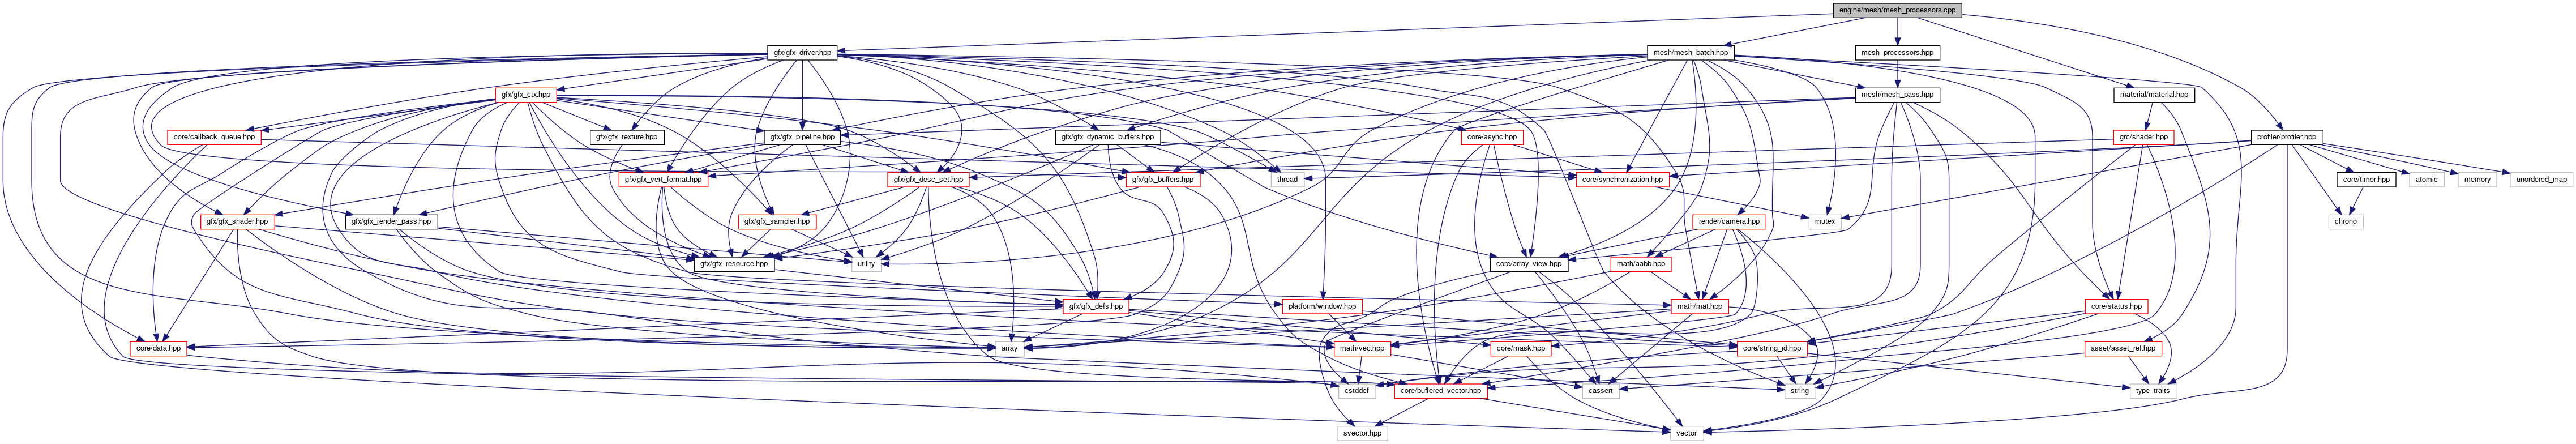 engine/mesh/mesh_processors.cpp
gfx/gfx_driver.hpp
mesh/mesh_batch.hpp
mesh_processors.hpp
gfx/gfx_ctx.hpp
mesh/mesh_pass.hpp
material/material.hpp
core/callback_queue.hpp
gfx/gfx_texture.hpp
gfx/gfx_pipeline.hpp
gfx/gfx_dynamic_buffers.hpp
core/async.hpp
grc/shader.hpp
profiler/profiler.hpp
gfx/gfx_vert_format.hpp
gfx/gfx_desc_set.hpp
gfx/gfx_buffers.hpp
thread
core/synchronization.hpp
core/timer.hpp
atomic
memory
unordered_map
gfx/gfx_shader.hpp
gfx/gfx_render_pass.hpp
gfx/gfx_sampler.hpp
render/camera.hpp
mutex
chrono
gfx/gfx_resource.hpp
utility
core/array_view.hpp
math/aabb.hpp
gfx/gfx_defs.hpp
platform/window.hpp
math/mat.hpp
core/status.hpp
core/data.hpp
array
math/vec.hpp
core/mask.hpp
core/string_id.hpp
asset/asset_ref.hpp
cstddef
core/buffered_vector.hpp
cassert
string
type_traits
svector.hpp
vector